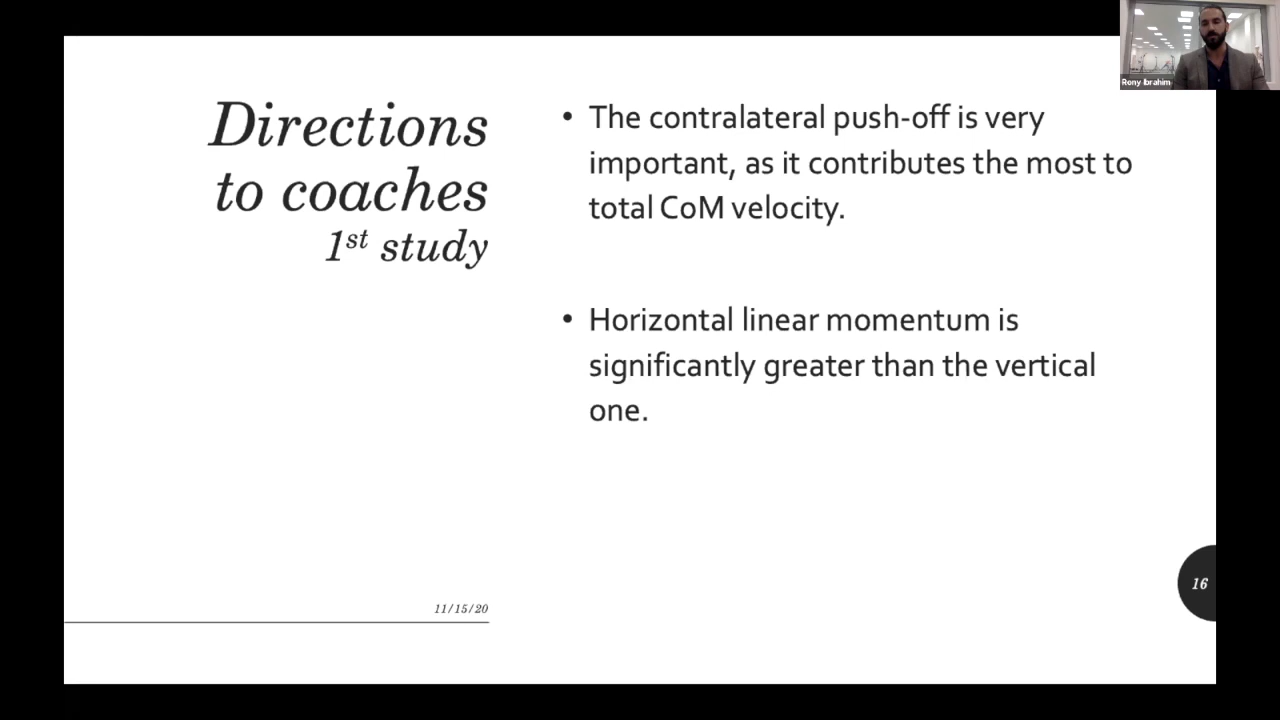 Directions
to coaches
1st study
• The contralateral push-off is very
important, as it contributes the most to
total CoM velocity.
• Horizontal linear momentum is
significantly greater than the vertical
one.
11/15/20
16
Rony Ibrahim